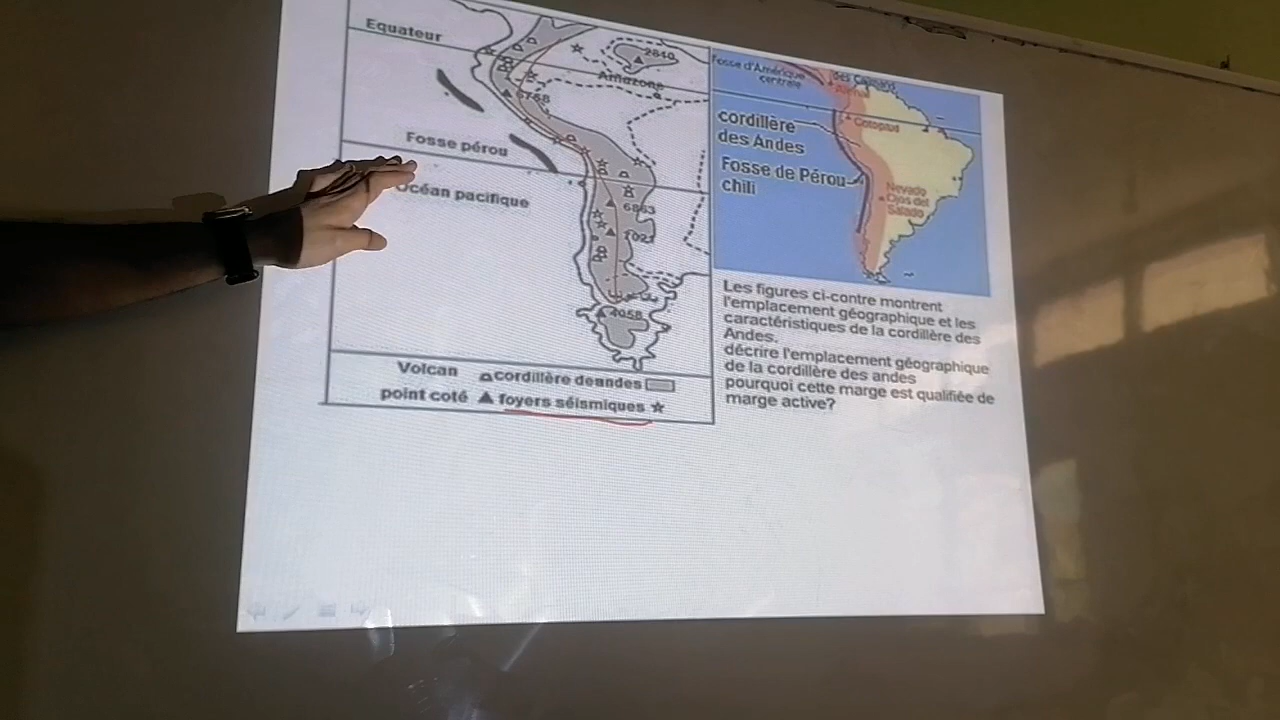 Equateur
2840
Amazone
6768
Fosse pérou
Océan pacifique
6863
7021
4058
Volcan cordillère deandes
point coté foyers séismiques
Fosse d'Amérique
centrale
cordillère
des Andes
Cotopaxi
Fosse de Pérou
chili
Nevado
Ojos del
Salado
Les figures ci-contre montrent
l'emplacement géographique et les
caractéristiques de la cordillère des
Andes.
décrire l'emplacement géographique
de la cordillère des andes
pourquoi cette marge est qualifiée de
marge active?